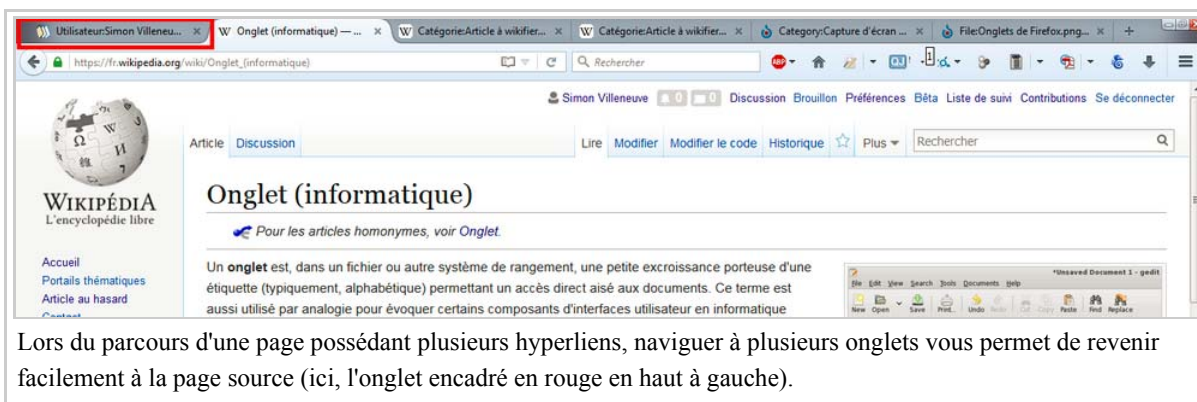 Utilisateur:Simon Villeneu... Onglet (informatique) — ... Catégorie:Article à wikifier... Catégorie:Article à wikifier... Category:Capture d'écran ... File:Onglets de Firefox.png...
https://fr.wikipedia.org/wiki/Onglet_(informatique) Rechercher ABP 1
Simon Villeneuve 0 0 Discussion Brouillon Préférences Bêta Liste de suivi Contributions Se déconnecter
Article Discussion Lire Modifier Modifier le code Historique Plus Rechercher
WIKIPÉDIA
L'encyclopédie libre
Onglet (informatique)
Pour les articles homonymes, voir Onglet.
Accueil
Portails thématiques
Article au hasard
Contact
Un onglet est, dans un fichier ou autre système de rangement, une petite excroissance porteuse d'une
étiquette (typiquement, alphabétique) permettant un accès direct aisé aux documents. Ce terme est
aussi utilisé par analogie pour évoquer certains composants d'interfaces utilisateur en informatique
*Unsaved Document 1 - gedit
File Edit View Search Tools Documents Help
New Open Save Print... Undo Redo Cut Copy Paste Find Replace
Lors du parcours d'une page possédant plusieurs hyperliens, naviguer à plusieurs onglets vous permet de revenir
facilement à la page source (ici, l'onglet encadré en rouge en haut à gauche).